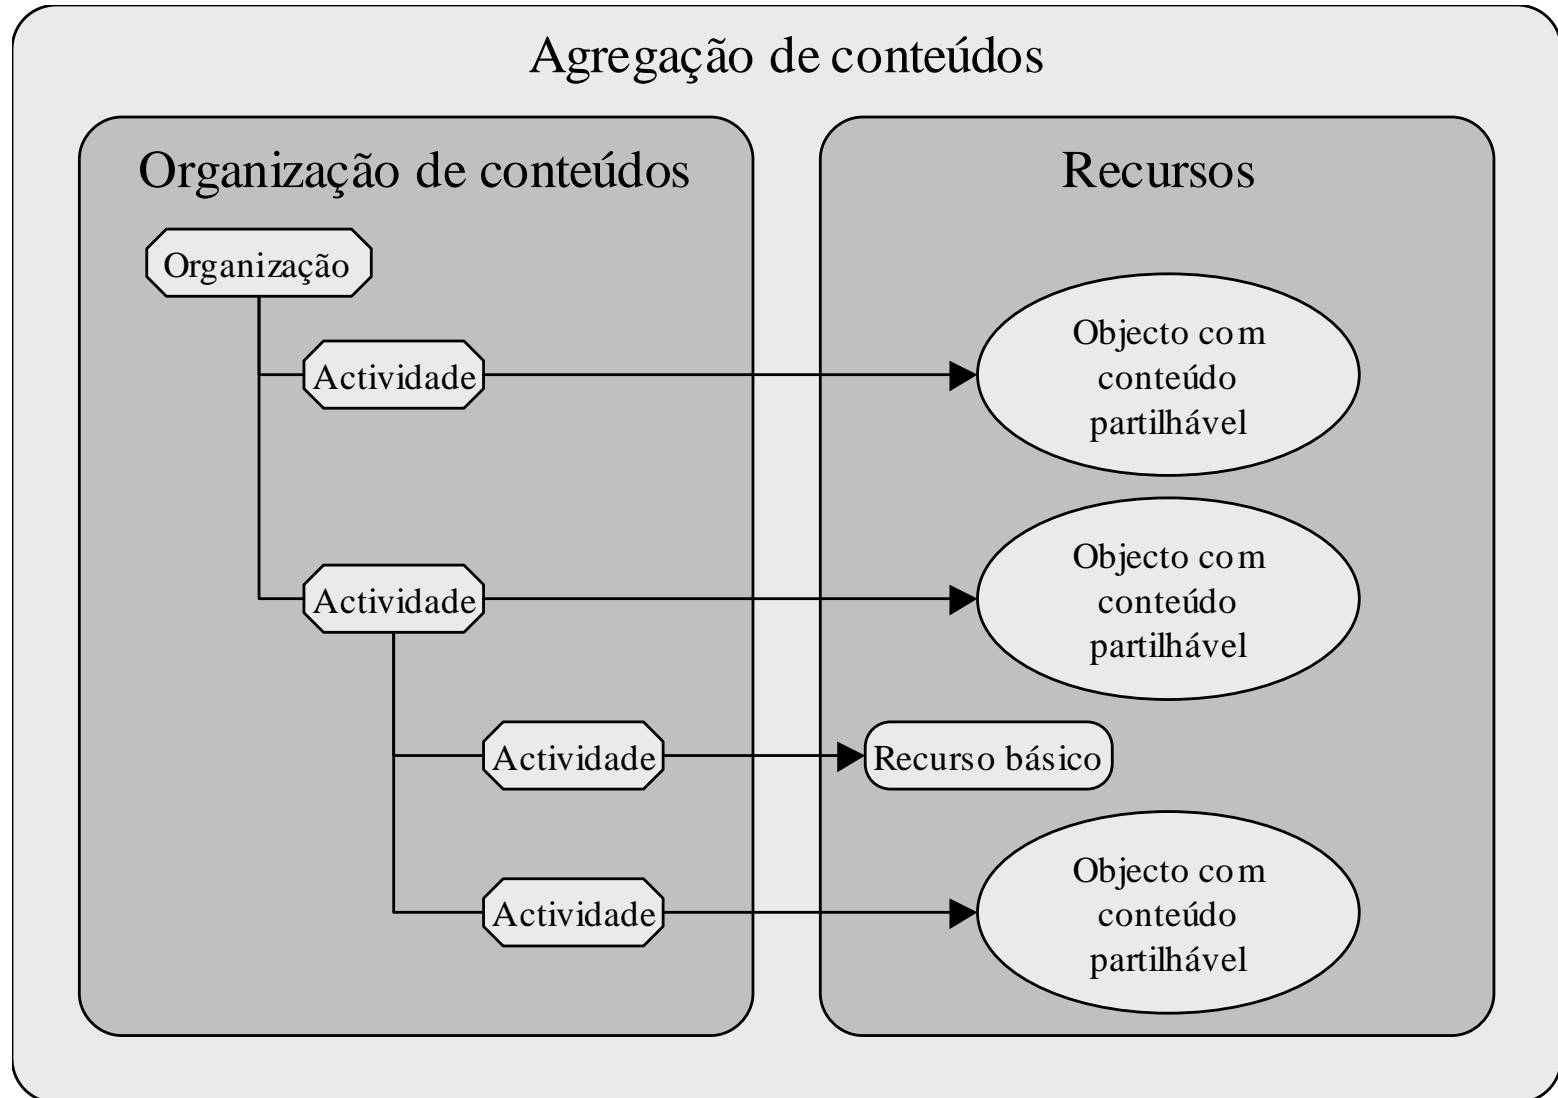 Agregação de conteúdos
Organização de conteúdos
Organização
Actividade
Actividade
Actividade
Actividade
Recursos
Objecto com
conteúdo
partilhável
Objecto com
conteúdo
partilhável
Recurso básico
Objecto com
conteúdo
partilhável